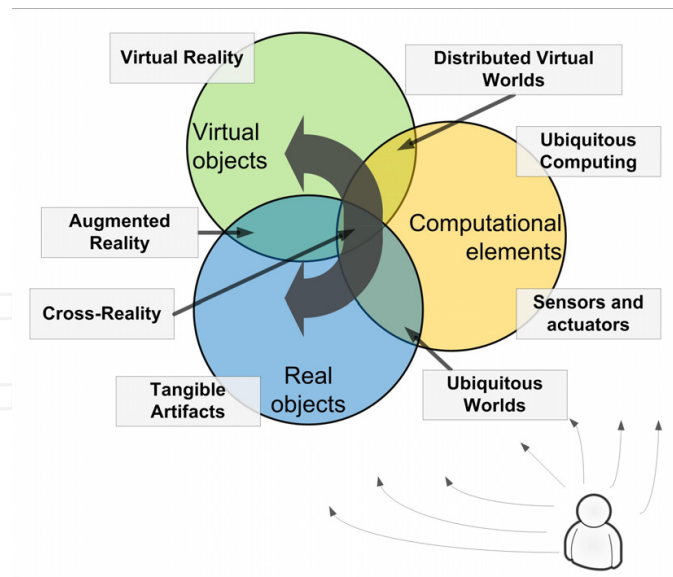 Virtual Reality
Distributed Virtual
Worlds
Virtual
objects
Ubiquitous
Computing
Augmented
Reality
Computational
elements
Cross-Reality
Sensors and
actuators
Real
objects
Tangible
Artifacts
Ubiquitous
Worlds